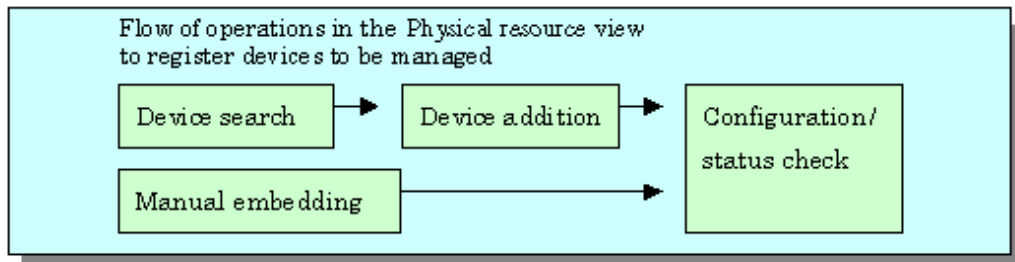 Flow of operations in the Physical resource view
to register devices to be managed
Device search
Device addition
Configuration/
status check
Manual embedding